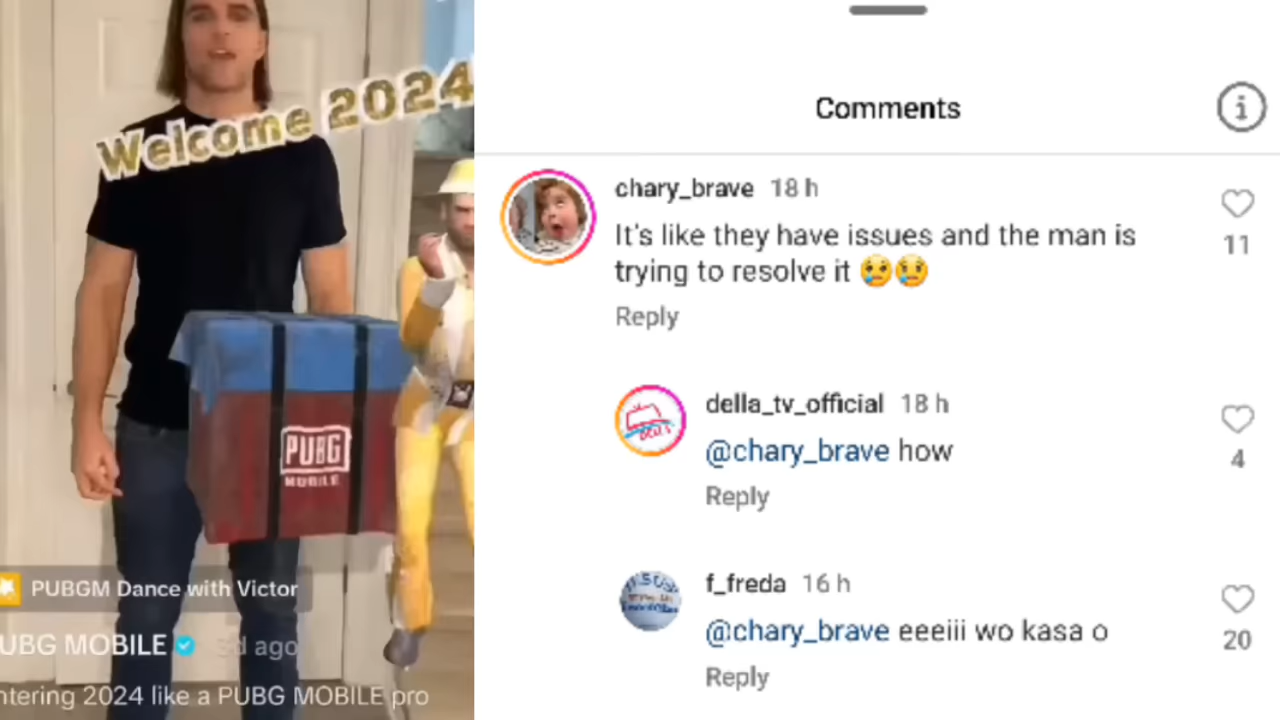 Welcome 2024
PUBG
MOBILE
PUBGM Dance with Victor
UBG MOBILE
d ago
ntering 2024 like a PUBG MOBILE pro
Comments
chary_brave 18 h
It's like they have issues and the man is
trying to resolve it 😢😢
11
Reply
della_tv_official 18 h
@chary_brave how
4
Reply
f_freda 16 h
@chary_brave eeeiii wo kasa o
20
Reply